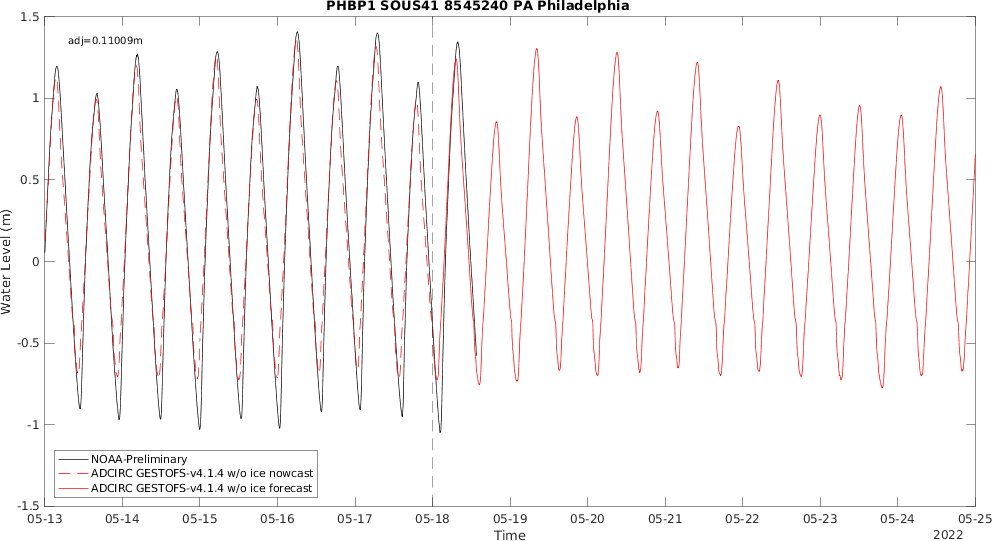 PHBP1 SOUS41 8545240 PA Philadelphia
adj=0.11009m
1.5
1
0.5
0
-0.5
-1
-1.5
Water Level (m)
NOAA-Preliminary
ADCIRC GESTOFS-v4.1.4 w/o ice nowcast
ADCIRC GESTOFS-v4.1.4 w/o ice forecast
05-13 05-14 05-15 05-16 05-17 05-18 05-19 05-20 05-21 05-22 05-23 05-24 05-25
Time
2022